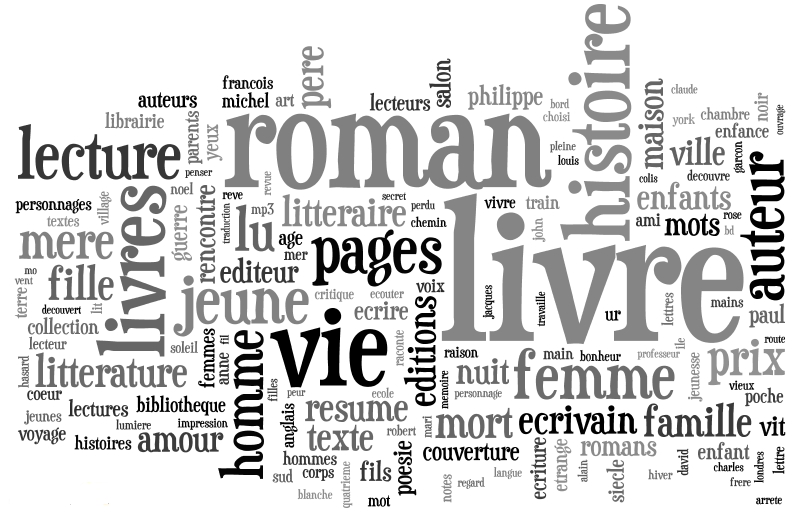 histoire
pere
salon
francois
michel
art
auteurs
librairie
lecteurs
philippe
bord
choisi
claude
maison
york
chambre
noir
ouvrage
enfance
garcon
parents
yeux
roman
lecture
penser
pleine
louis
ville
colis
decouvre
auteur
personnages
textes
village
livres
noel
guerre
rencontre
reve
revue
traduction
mp3
lu
litteraire
secret
perdu
chemin
vivre
train
john
enfants
ami
mots
rose
bd
mere
age
mer
pages
livre
fille
editeur
mo
vent
terre
decouvert
lit
jeune
critique
ecouter
voix
ecrire
editions
jacques
travaille
ur
lettres
mains
paul
collection
lecteur
soleil
femmes
anne
fil
vie
raconte
raison
main
bonheur
professeur
ile
route
prix
hasard
litterature
homme
filles
peur
ecole
memoire
personnage
nuit
femme
jeunesse
vieux
poche
coeur
jeunes
lectures
bibliotheque
anglais
resume
mari
mort
ecrivain
famille
vit
voyage
lumiere
impression
histoires
amour
texte
robert
poesie
couverture
ecriture
etrange
romans
enfant
hommes
sud
corps
fils
quatrieme
blanche
mot
notes
regard
langue
alain
siecle
hiver
david
charles
frere
londres
lettre
arrete